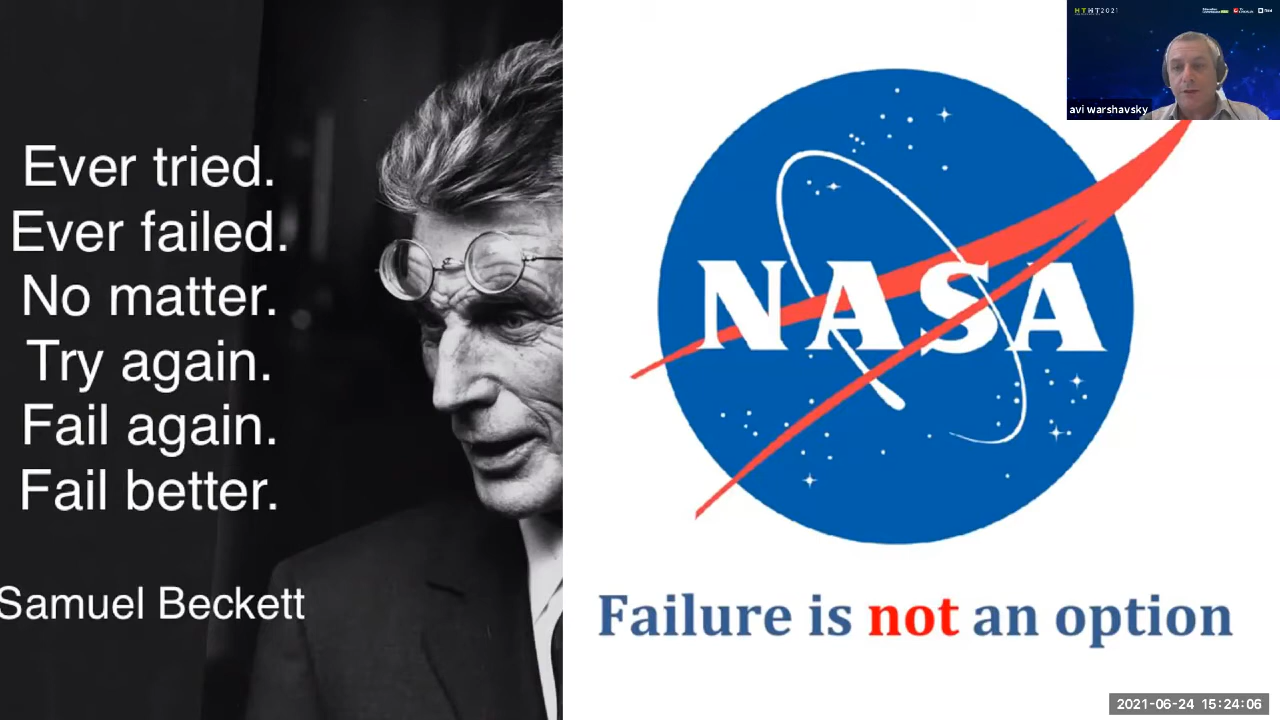 Ever tried.
Ever failed.
No matter.
Try again.
Fail again.
Fail better.
Samuel Beckett
NASA
Failure is not an option
HTHT2021
avi warshavsky
2021-06-24 15:24:06